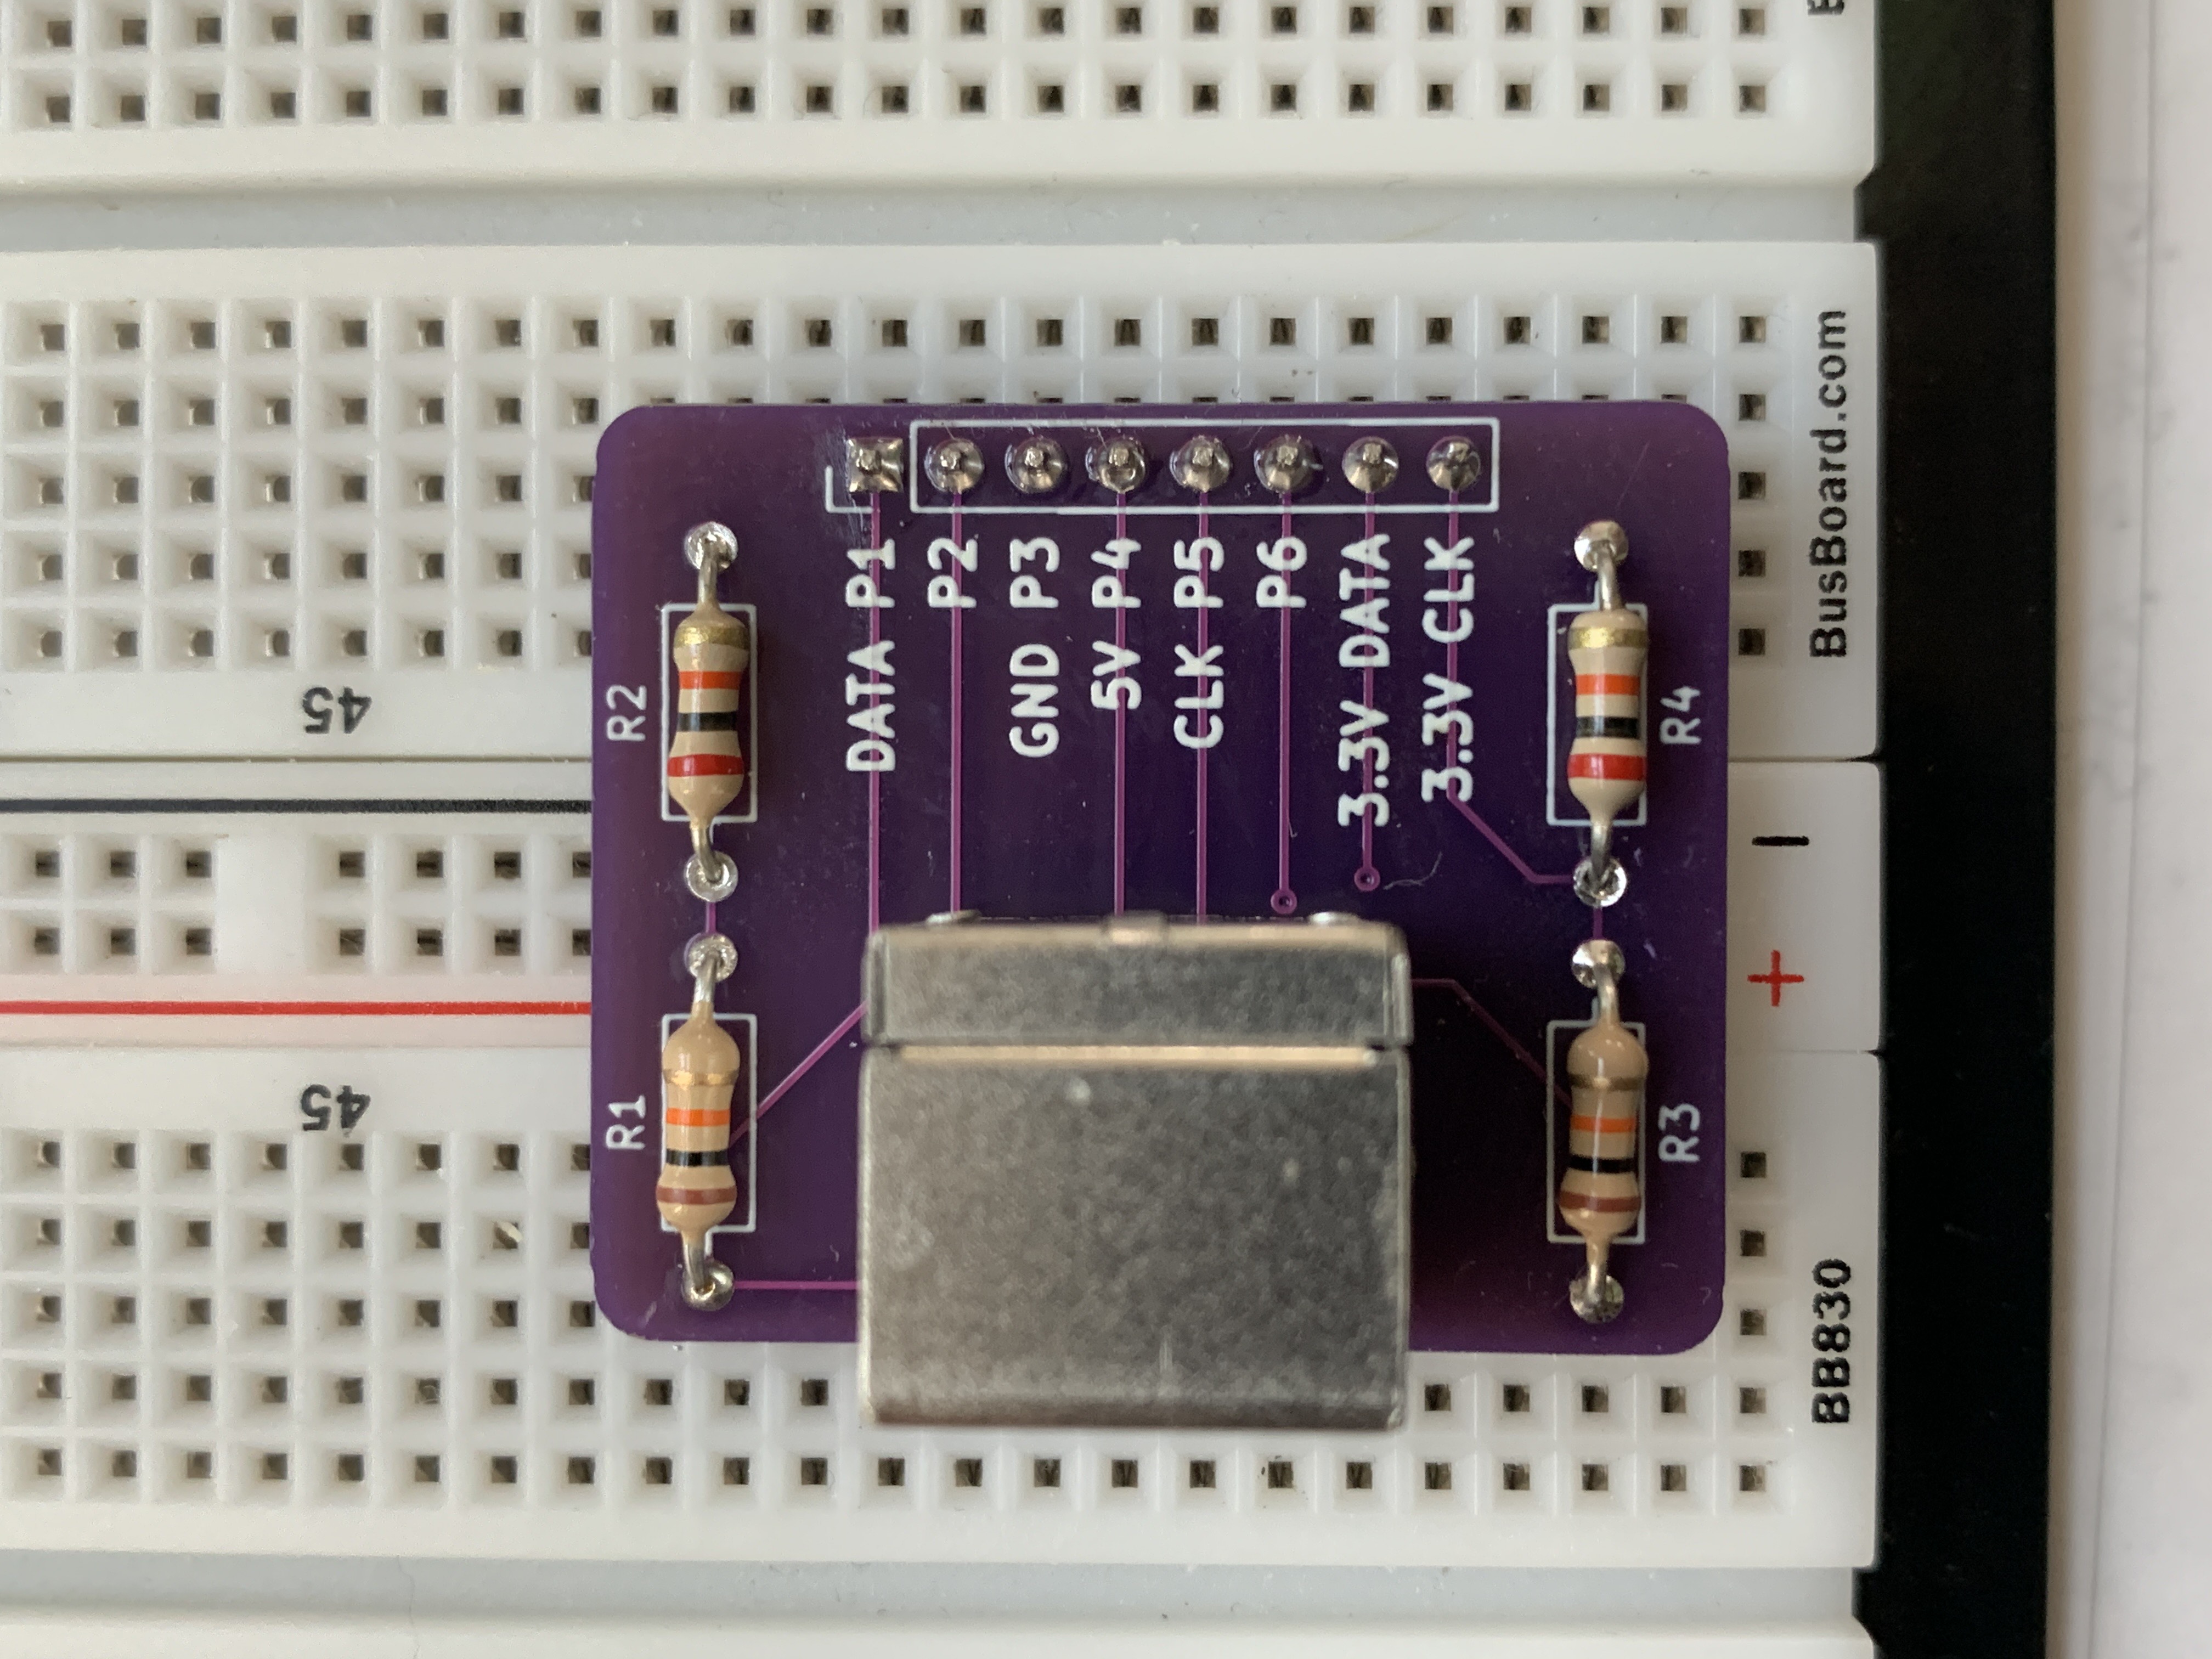 45
45
R1
R2
DATA P1
P2
GND P3
5V P4
CLK P5
P6
3.3V DATA
3.3V CLK
R3
R4
+
BB830
BusBoard.com